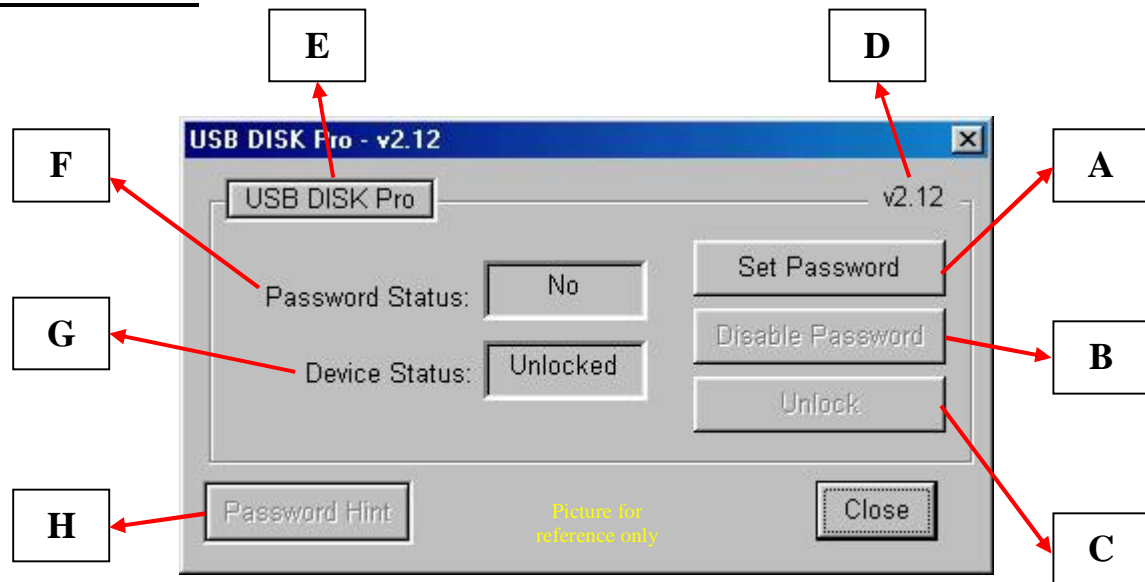 E
D
USB DISK Pro - v2.12
F
A
USB DISK Pro
v2.12
Set Password
Password Status:
No
G
Disable Password
B
Device Status:
Unlocked
Unlock
H
Password Hint
Picture for
reference only
Close
C